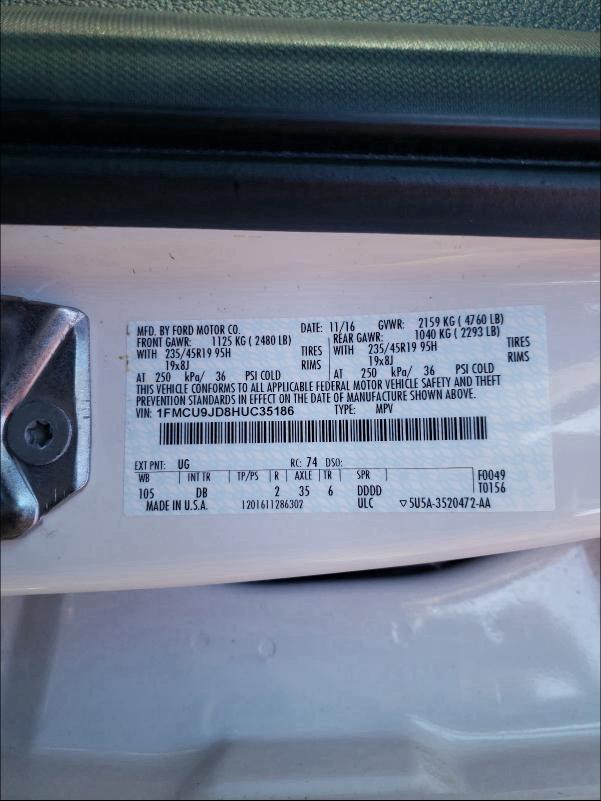 MFD. BY FORD MOTOR CO. DATE: 11/16 GVWR: 2159 KG ( 4760 LB)
FRONT GAWR: 1125 KG ( 2480 LB) REAR GAWR: 1040 KG ( 2293 LB)
WITH 235/45R19 95H TIRES WITH 235/45R19 95H TIRES
19x8J RIMS 19x8J RIMS
AT 250 kPa/ 36 PSI COLD AT 250 kPa/ 36 PSI COLD
THIS VEHICLE CONFORMS TO ALL APPLICABLE FEDERAL MOTOR VEHICLE SAFETY AND THEFT
PREVENTION STANDARDS IN EFFECT ON THE DATE OF MANUFACTURE SHOWN ABOVE.
VIN: 1FMCU9JD8HUC35186 TYPE: MPV
EXT PNT: UG RC: 74 DSO:
WB INT TR TP/PS R AXLE TR SPR F0049
105 DB 2 35 6 DDDD T0156
MADE IN U.S.A. 1201611286302 ULC ▽5U5A-3520472-AA